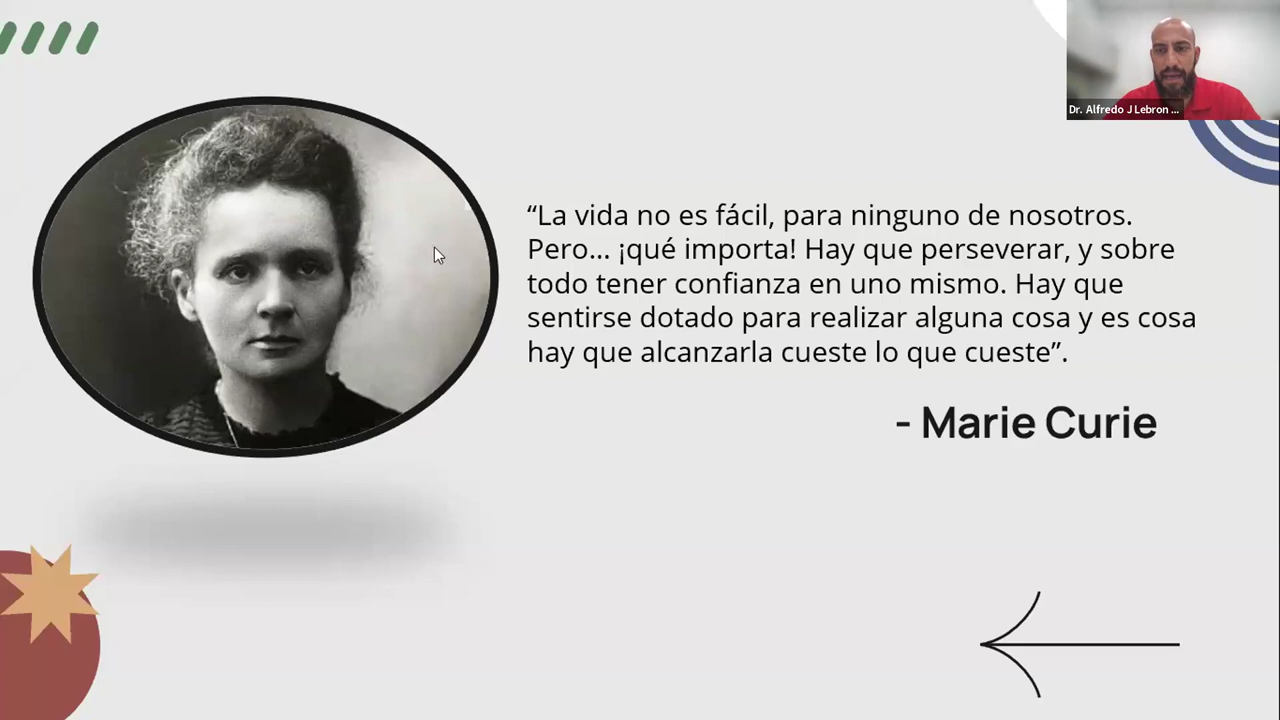 Dr. Alfredo J Lebron ...
“La vida no es fácil, para ninguno de nosotros.
Pero... ¡qué importa! Hay que perseverar, y sobre
todo tener confianza en uno mismo. Hay que
sentirse dotado para realizar alguna cosa y es cosa
hay que alcanzarla cueste lo que cueste”.
- Marie Curie